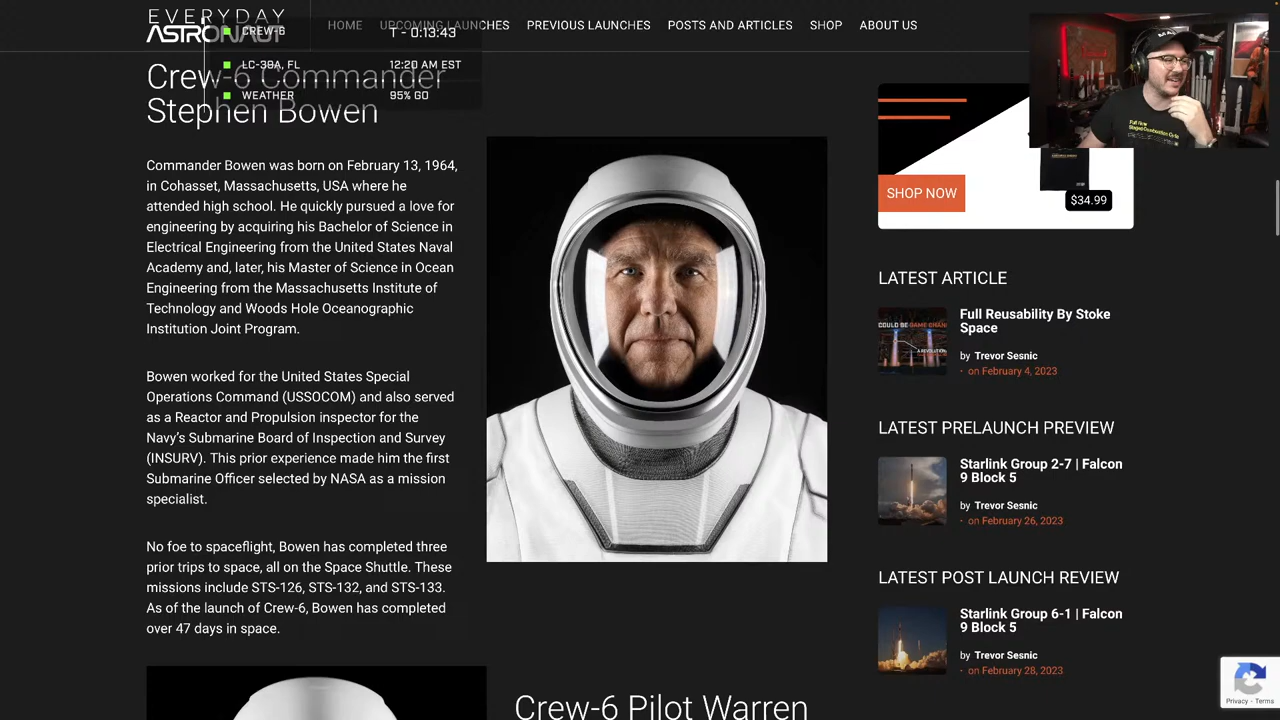 EVERYDAY
ASTRONAUT
HOME
UPCOMING LAUNCHES
PREVIOUS LAUNCHES
POSTS AND ARTICLES
SHOP
ABOUT US
CREW-6
T - 0:13:43
LC-39A, FL
12:20 AM EST
WEATHER
95% GO
Crew-6 Commander
Stephen Bowen
Commander Bowen was born on February 13, 1964,
in Cohasset, Massachusetts, USA where he
attended high school. He quickly pursued a love for
engineering by acquiring his Bachelor of Science in
Electrical Engineering from the United States Naval
Academy and, later, his Master of Science in Ocean
Engineering from the Massachusetts Institute of
Technology and Woods Hole Oceanographic
Institution Joint Program.
Bowen worked for the United States Special
Operations Command (USSOCOM) and also served
as a Reactor and Propulsion inspector for the
Navy’s Submarine Board of Inspection and Survey
(INSURV). This prior experience made him the first
Submarine Officer selected by NASA as a mission
specialist.
No foe to spaceflight, Bowen has completed three
prior trips to space, all on the Space Shuttle. These
missions include STS-126, STS-132, and STS-133.
As of the launch of Crew-6, Bowen has completed
over 47 days in space.
Crew-6 Pilot Warren
SHOP NOW
$34.99
LATEST ARTICLE
Full Reusability By Stoke
Space
by Trevor Sesnic
· on February 4, 2023
LATEST PRELAUNCH PREVIEW
Starlink Group 2-7 | Falcon
9 Block 5
by Trevor Sesnic
· on February 26, 2023
LATEST POST LAUNCH REVIEW
Starlink Group 6-1 | Falcon
9 Block 5
by Trevor Sesnic
· on February 28, 2023
Privacy - Terms